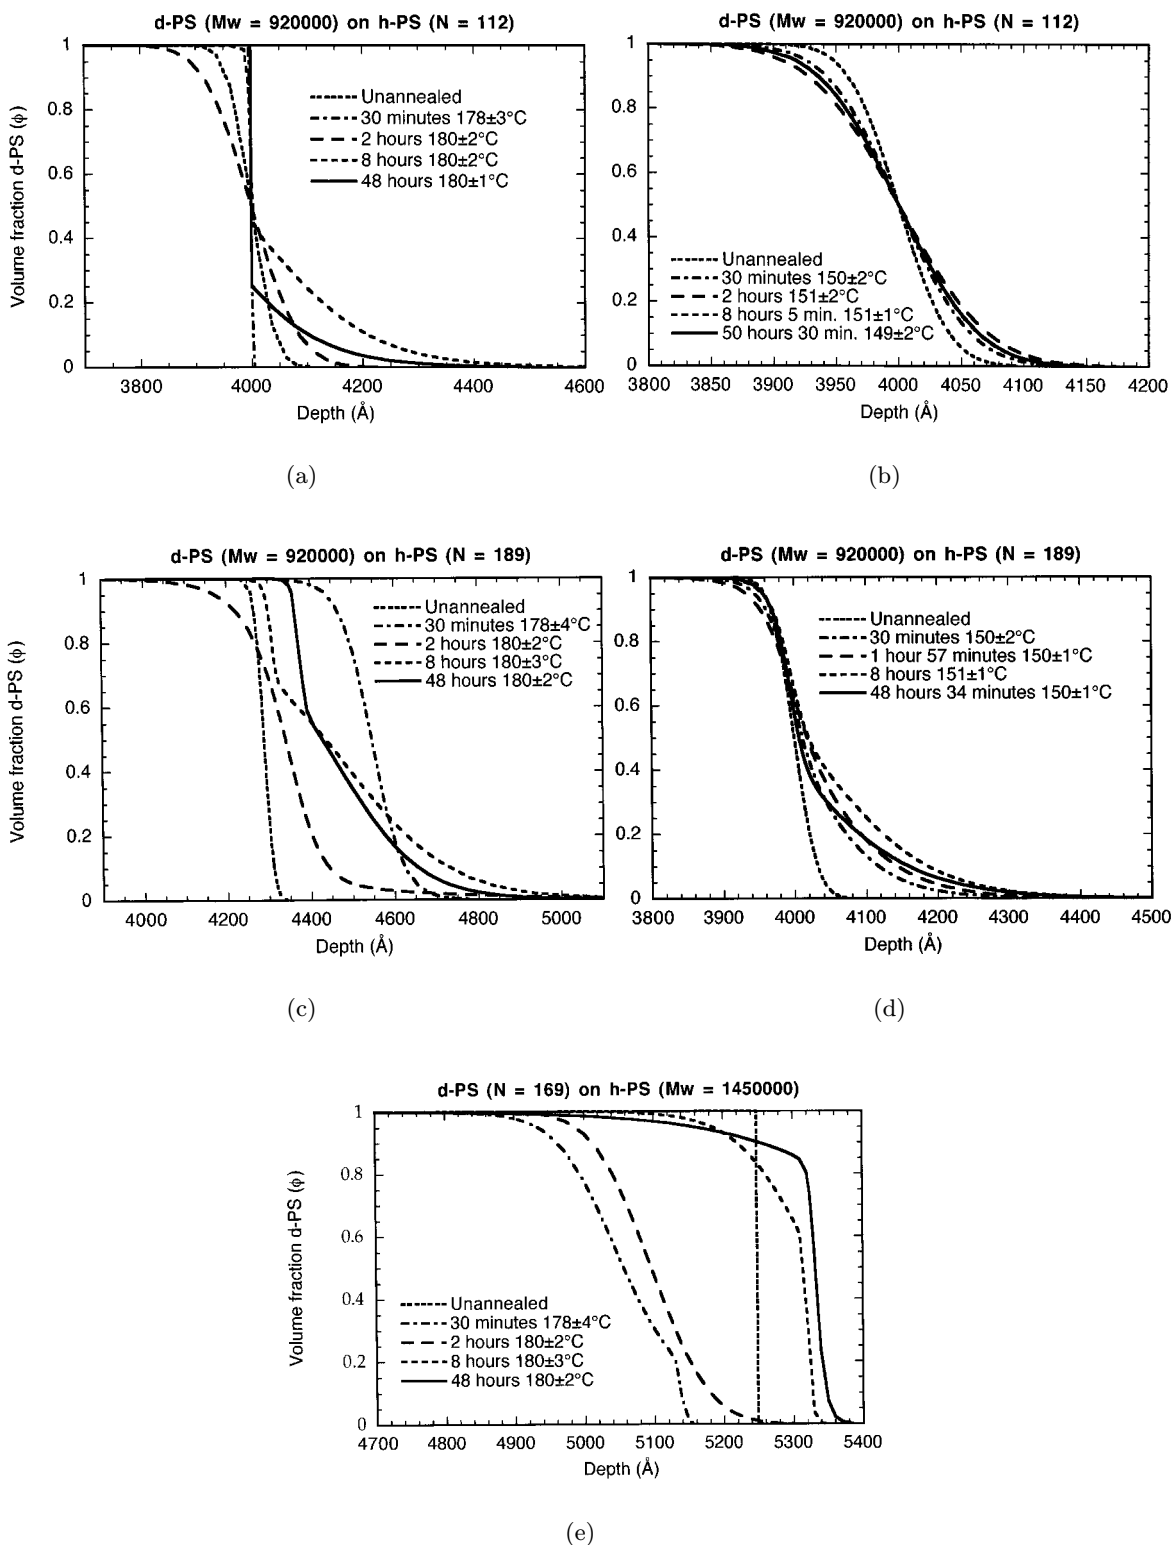 d-PS (Mw = 920000) on h-PS (N = 112)
Volume fraction d-PS (ϕ)
1
0.8
0.6
0.4
0.2
0
Unannealed
30 minutes 178±3°C
2 hours 180±2°C
8 hours 180±2°C
48 hours 180±1°C
3800 4000 4200 4400 4600
Depth (Å)
(a)
d-PS (Mw = 920000) on h-PS (N = 112)
1
0.8
0.6
0.4
0.2
0
Unannealed
30 minutes 150±2°C
2 hours 151±2°C
8 hours 5 min. 151±1°C
50 hours 30 min. 149±2°C
3800 3850 3900 3950 4000 4050 4100 4150 4200
Depth (Å)
(b)
d-PS (Mw = 920000) on h-PS (N = 189)
Volume fraction d-PS (ϕ)
1
0.8
0.6
0.4
0.2
0
Unannealed
30 minutes 178±4°C
2 hours 180±2°C
8 hours 180±3°C
48 hours 180±2°C
4000 4200 4400 4600 4800 5000
Depth (Å)
(c)
d-PS (Mw = 920000) on h-PS (N = 189)
1
0.8
0.6
0.4
0.2
0
Unannealed
30 minutes 150±2°C
1 hour 57 minutes 150±1°C
8 hours 151±1°C
48 hours 34 minutes 150±1°C
3800 3900 4000 4100 4200 4300 4400 4500
Depth (Å)
(d)
d-PS (N = 169) on h-PS (Mw = 1450000)
Volume fraction d-PS (ϕ)
1
0.8
0.6
0.4
0.2
0
Unannealed
30 minutes 178±4°C
2 hours 180±2°C
8 hours 180±3°C
48 hours 180±2°C
4700 4800 4900 5000 5100 5200 5300 5400
Depth (Å)
(e)